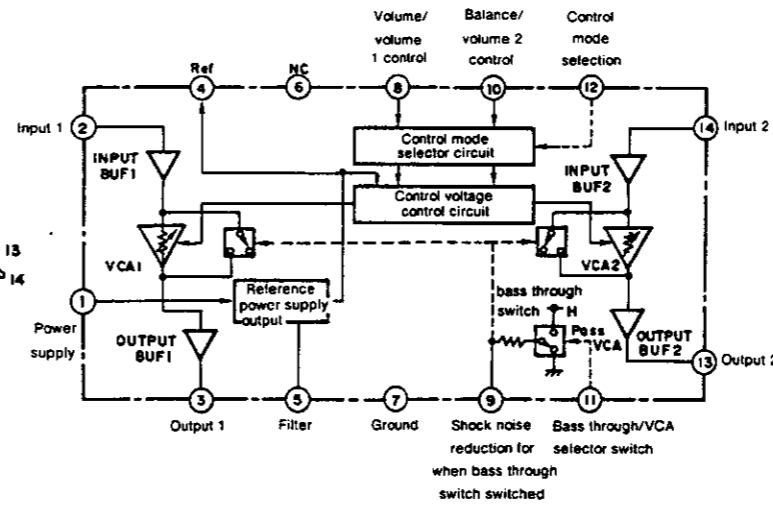 Volume/
volume
1 control
Balance/
volume 2
control
Control
mode
selection
Ref
NC
4
6
8
10
12
Input 1
2
14
Input 2
INPUT
BUF1
Control mode
selector circuit
INPUT
BUF2
Control voltage
control circuit
13
14
VCA1
VCA2
1
Power
supply
Reference
power supply
output
bass through
switch
H
Pass
VCA
OUTPUT
BUF1
OUTPUT
BUF2
13
Output 2
3
5
7
9
11
Output 1
Filter
Ground
Shock noise
reduction for
when bass through
switch switched
Bass through/VCA
selector switch